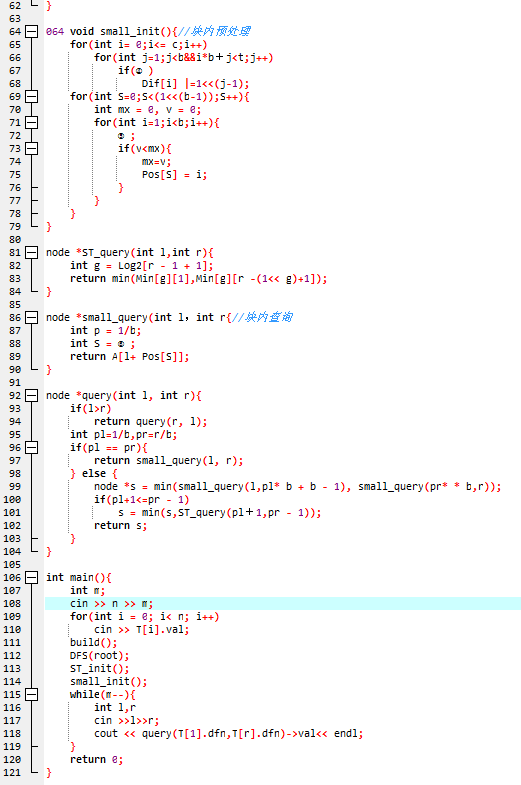 62 }
63
64 064 void small_init(){//块内预处理
65 for(int i= 0;i<= c;i++)
66 for(int j=1;j<b&&i*b+j<t;j++)
67 if( )
68 Dif[i] |=1<<(j-1);
69 for(int S=0;S<(1<<(b-1));S++){
70 int mx = 0, v = 0;
71 for(int i=1;i<b;i++){
72 ;
73 if(v<mx){
74 mx=v;
75 Pos[S] = i;
76 }
77 }
78 }
79 }
80
81 node *ST_query(int l,int r){
82 int g = Log2[r - 1 + 1];
83 return min(Min[g][1],Min[g][r -(1<< g)+1]);
84 }
85
86 node *small_query(int l，int r{//块内查询
87 int p = 1/b;
88 int S = ;
89 return A[l+ Pos[S]];
90 }
91
92 node *query(int l, int r){
93 if(l>r)
94 return query(r, l);
95 int pl=1/b,pr=r/b;
96 if(pl == pr){
97 return small_query(l, r);
98 } else {
99 node *s = min(small_query(l,pl* b + b - 1), small_query(pr* * b,r));
100 if(pl+1<=pr - 1)
101 s = min(s,ST_query(pl+1,pr - 1));
102 return s;
103 }
104 }
105
106 int main(){
107 int m;
108 cin >> n >> m;
109 for(int i = 0; i< n; i++)
110 cin >> T[i].val;
111 build();
112 DFS(root);
113 ST_init();
114 small_init();
115 while(m--){
116 int l,r
117 cin >>l>>r;
118 cout << query(T[1].dfn,T[r].dfn)->val<< endl;
119 }
120 return 0;
121 }